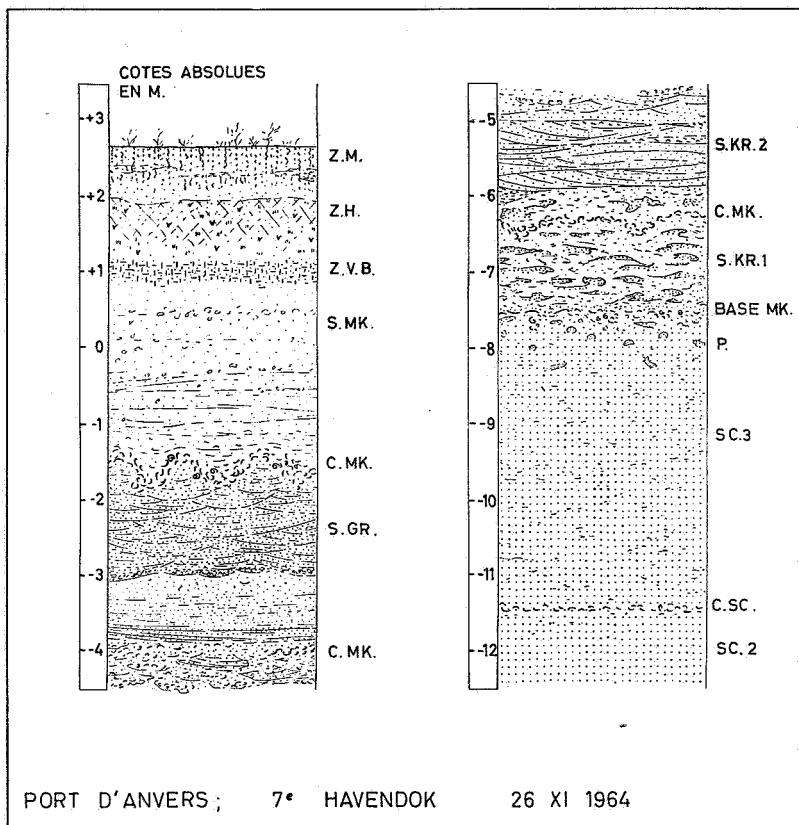 COTES ABSOLUES
EN M.
+3
Z.M.
+2
Z.H.
+1
Z.V.B.
S.MK.
0
-1
C.MK.
-2
S.GR.
-3
-4
C.MK.
-5
S.KR.2
-6
C.MK.
S.KR.1
-7
BASE MK.
P.
-8
-9
SC.3
-10
-11
C.SC.
SC.2
-12
PORT D'ANVERS; 7e HAVENDOK 26 XI 1964